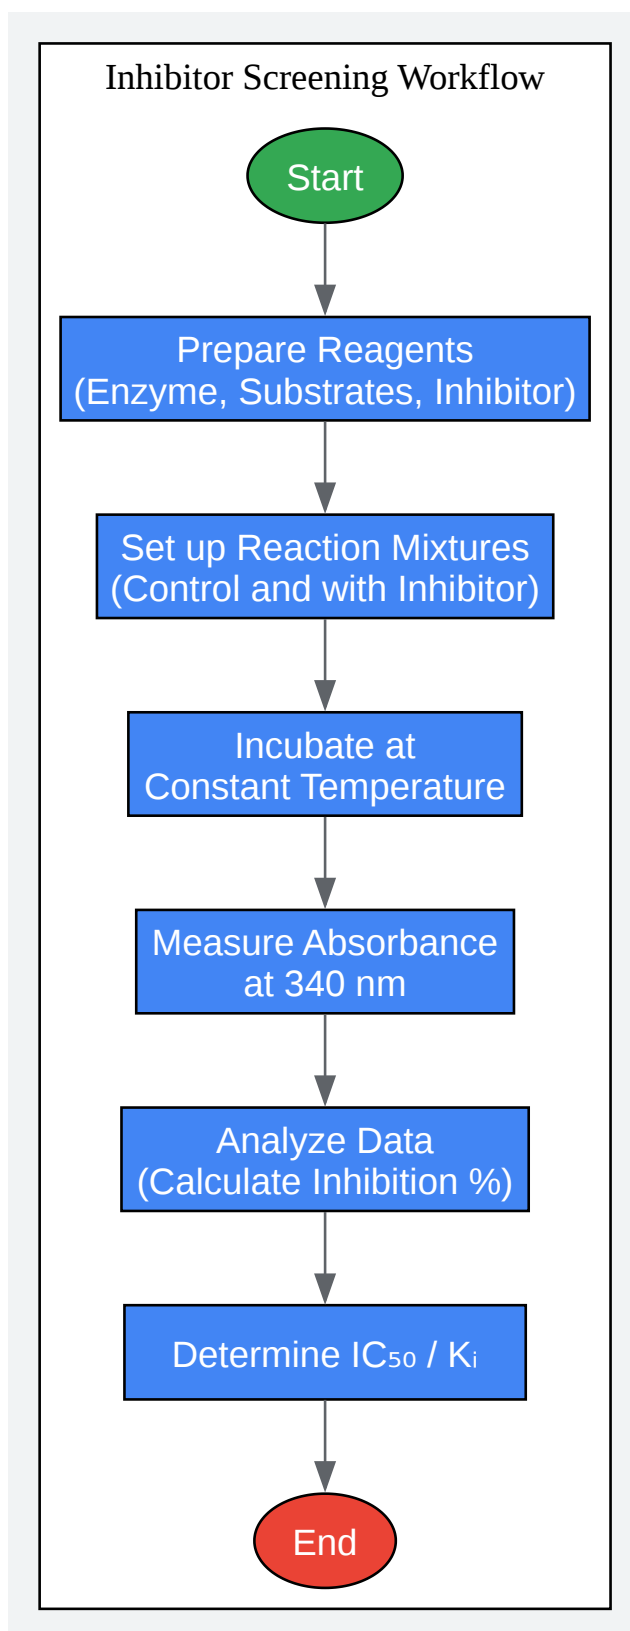 Inhibitor Screening Workflow
Start
Prepare Reagents
(Enzyme, Substrates, Inhibitor)
Set up Reaction Mixtures
(Control and with Inhibitor)
Incubate at
Constant Temperature
Measure Absorbance
at 340 nm
Analyze Data
(Calculate Inhibition %)
Determine IC₅₀ / Kᵢ
End